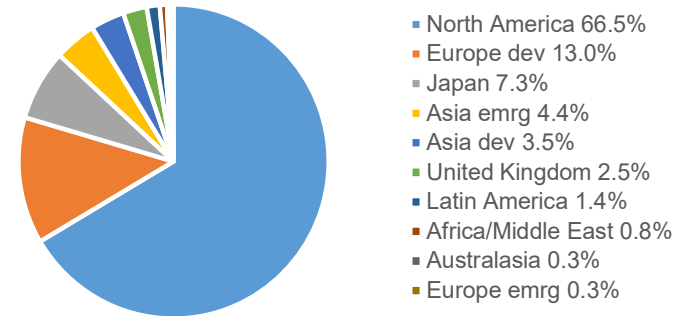 North America 66.5%
Europe dev 13.0%
Japan 7.3%
Asia emrg 4.4%
Asia dev 3.5%
United Kingdom 2.5%
Latin America 1.4%
Africa/Middle East 0.8%
Australasia 0.3%
Europe emrg 0.3%